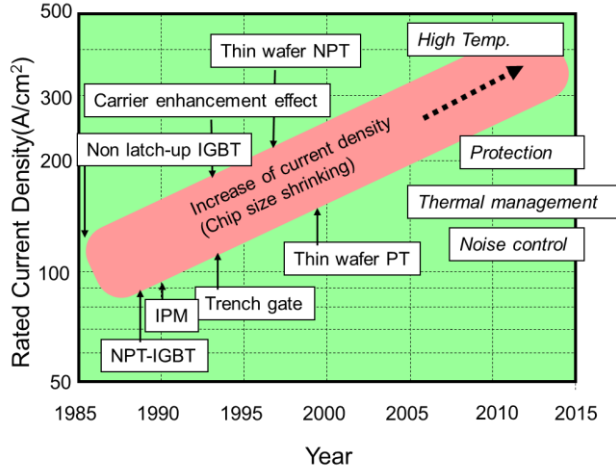 500
300
200
100
50
Rated Current Density(A/cm²)
High Temp.
Thin wafer NPT
Carrier enhancement effect
Non latch-up IGBT
Increase of current density
(Chip size shrinking)
Protection
Thermal management
Noise control
Thin wafer PT
Trench gate
IPM
NPT-IGBT
1985
1990
1995
2000
2005
2010
2015
Year